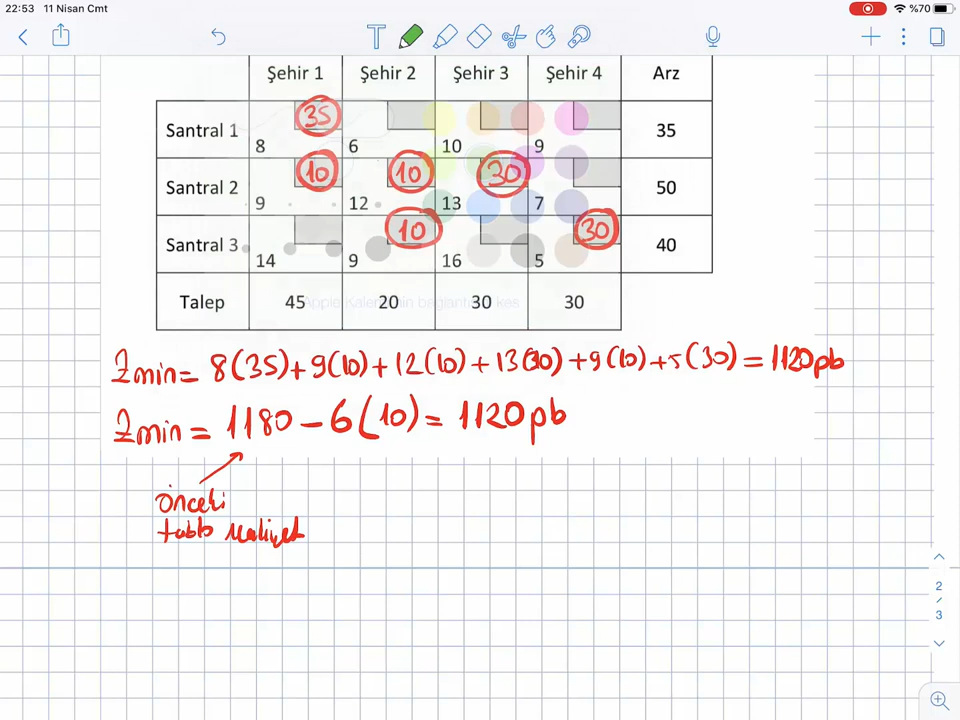 22:53 11 Nisan Cmt %70
Şehir 1 Şehir 2 Şehir 3 Şehir 4 Arz
Santral 1 35 35
8 6 10 9
Santral 2 10 10 30 50
9 12 13 7
Santral 3 10 30 40
14 9 16 5
Talep 45 20 30 30
Zmin= 8(35)+9(10)+12(10)+13(30)+9(10)+5(30)=1120pb
Zmin = 1180-6(10)= 1120pb
Önceki
tablo maliyet
2
3